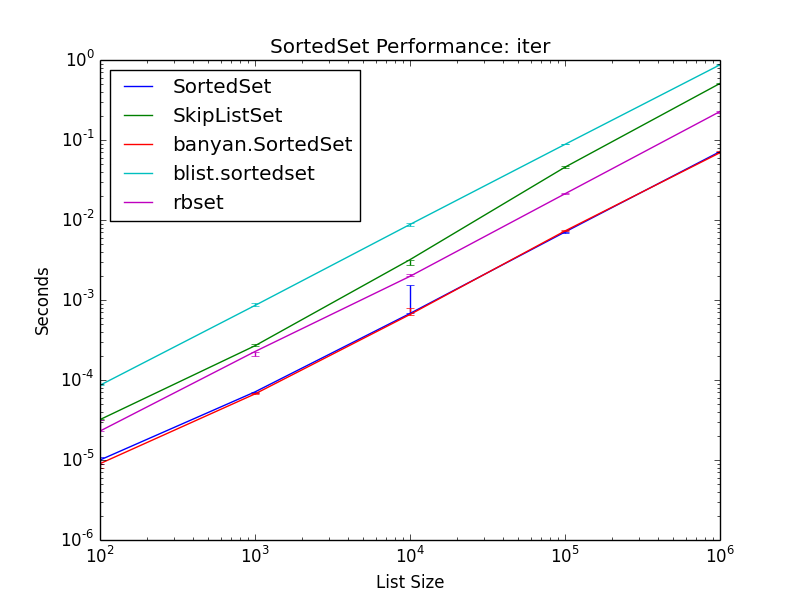 SortedSet Performance: iter
10^0
10^-1
10^-2
10^-3
10^-4
10^-5
10^-6
Seconds
SortedSet
SkipListSet
banyan.SortedSet
blist.sortedset
rbset
10^2 10^3 10^4 10^5 10^6
List Size